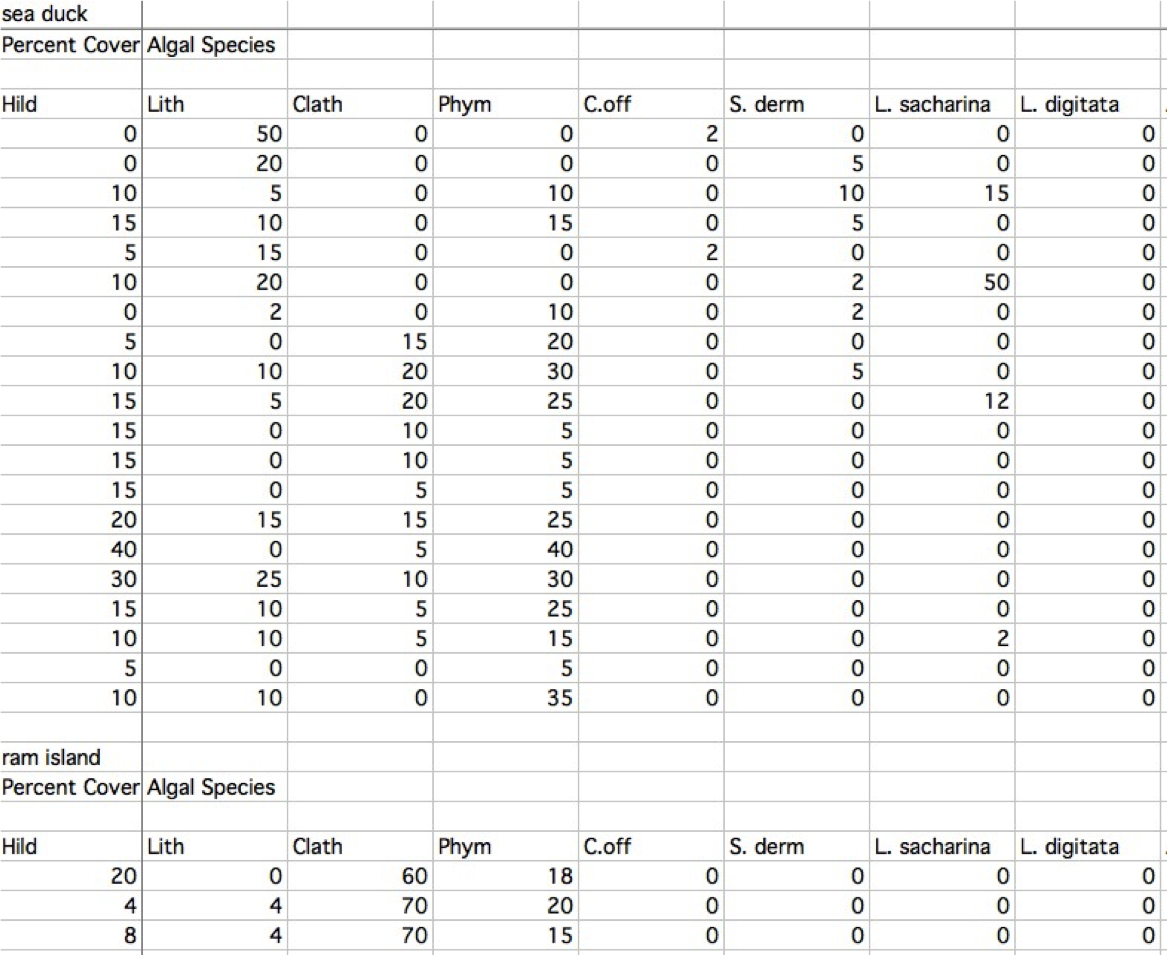 sea duck
Percent Cover Algal Species
Hild Lith Clath Phym C.off S. derm L. sacharina L. digitata
0 50 0 0 2 0 0 0
0 20 0 0 0 5 0 0
10 5 0 10 0 10 15 0
15 10 0 15 0 5 0 0
5 15 0 0 2 0 0 0
10 20 0 0 0 2 50 0
0 2 0 10 0 2 0 0
5 0 15 20 0 0 0 0
10 10 20 30 0 5 0 0
15 5 20 25 0 0 12 0
15 0 10 5 0 0 0 0
15 0 10 5 0 0 0 0
15 0 5 5 0 0 0 0
20 15 15 25 0 0 0 0
40 0 5 40 0 0 0 0
30 25 10 30 0 0 0 0
15 10 5 25 0 0 0 0
10 10 5 15 0 0 2 0
5 0 0 5 0 0 0 0
10 10 0 35 0 0 0 0
ram island
Percent Cover Algal Species
Hild Lith Clath Phym C.off S. derm L. sacharina L. digitata
20 0 60 18 0 0 0 0
4 4 70 20 0 0 0 0
8 4 70 15 0 0 0 0